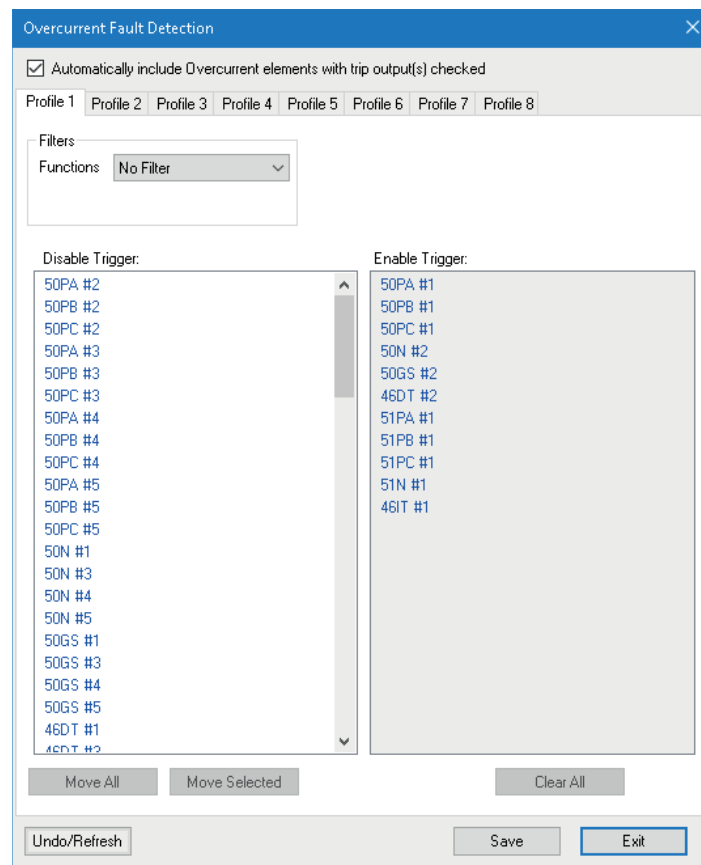 Overcurrent Fault Detection
Automatically include Overcurrent elements with trip output(s) checked
Profile 1 Profile 2 Profile 3 Profile 4 Profile 5 Profile 6 Profile 7 Profile 8
Filters
Functions No Filter
Disable Trigger:
50PA #2
50PB #2
50PC #2
50PA #3
50PB #3
50PC #3
50PA #4
50PB #4
50PC #4
50PA #5
50PB #5
50PC #5
50N #1
50N #3
50N #4
50N #5
50GS #1
50GS #3
50GS #4
50GS #5
46DT #1
46DT #3
Enable Trigger:
50PA #1
50PB #1
50PC #1
50N #2
50GS #2
46DT #2
51PA #1
51PB #1
51PC #1
51N #1
46IT #1
Move All Move Selected Clear All
Undo/Refresh Save Exit